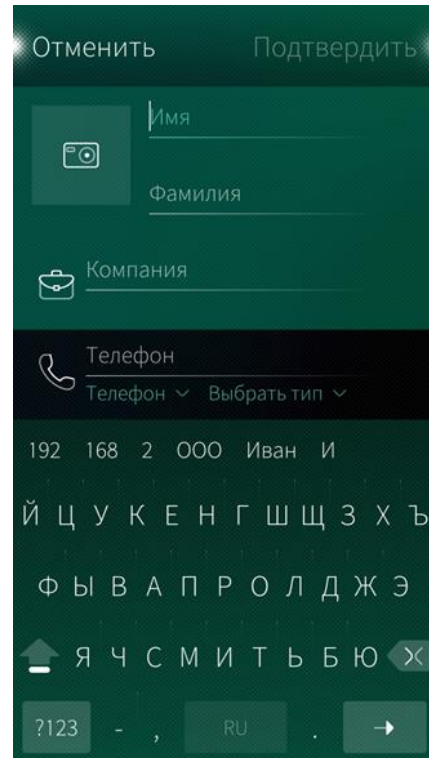 Отменить Подтвердить
Имя
Фамилия
Компания
Телефон
Телефон Выбрать тип
192 168 2 ООО Иван И
Й Ц У К Е Н Г Ш Щ З Х Ъ
Ф Ы В А П Р О Л Д Ж Э
Я Ч С М И Т Ь Б Ю
?123 - , RU .